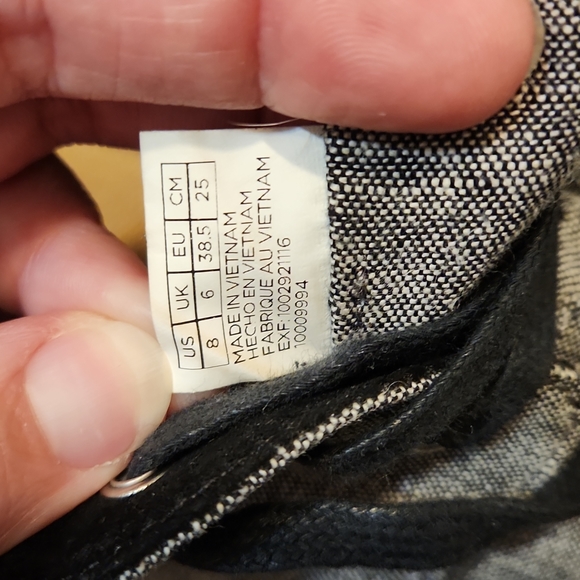 US UK EU CM
8 6 38.5 25
MADE IN VIETNAM
HECHO EN VIETNAM
FABRIQUE AU VIETNAM
EXF:1002921116
10009994